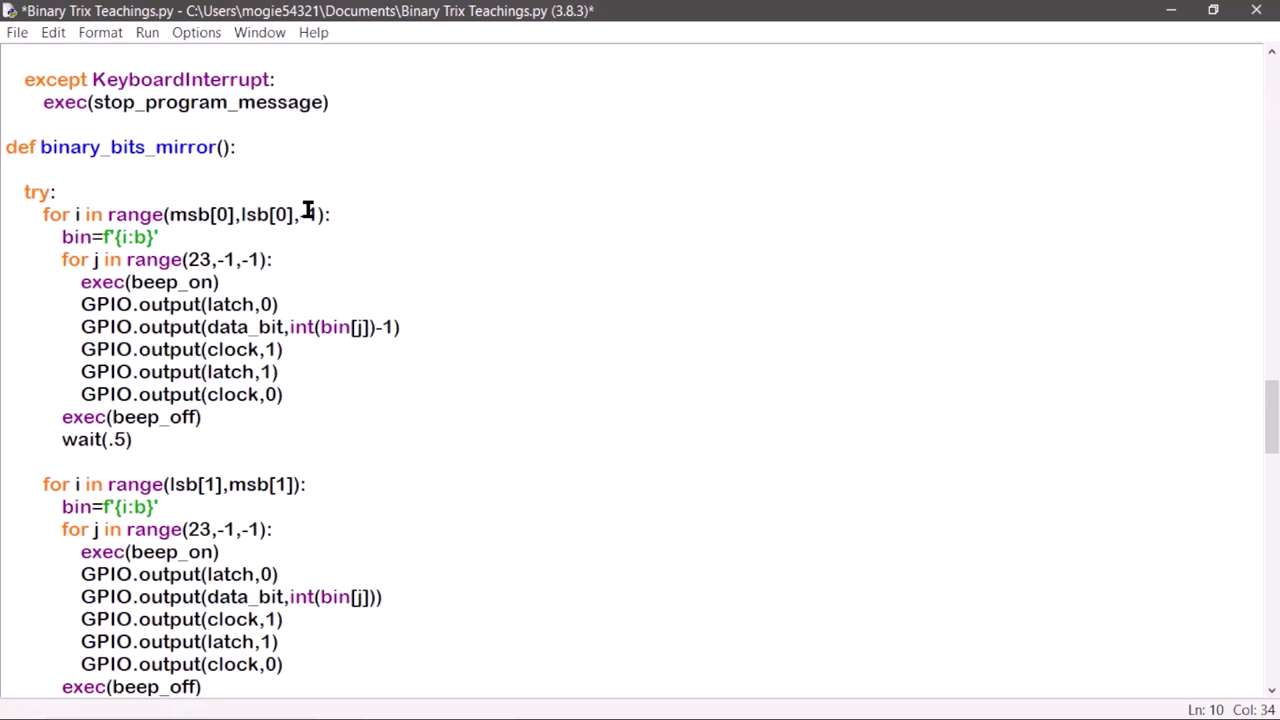 *Binary Trix Teachings.py - C:\Users\mogie54321\Documents\Binary Trix Teachings.py (3.8.3)*
File Edit Format Run Options Window Help
except KeyboardInterrupt:
exec(stop_program_message)
def binary_bits_mirror():
try:
for i in range(msb[0],lsb[0],-1):
bin=f'{i:b}'
for j in range(23,-1,-1):
exec(beep_on)
GPIO.output(latch,0)
GPIO.output(data_bit,int(bin[j])-1)
GPIO.output(clock,1)
GPIO.output(latch,1)
GPIO.output(clock,0)
exec(beep_off)
wait(.5)
for i in range(lsb[1],msb[1]):
bin=f'{i:b}'
for j in range(23,-1,-1):
exec(beep_on)
GPIO.output(latch,0)
GPIO.output(data_bit,int(bin[j]))
GPIO.output(clock,1)
GPIO.output(latch,1)
GPIO.output(clock,0)
exec(beep_off)
Ln: 10 Col: 34